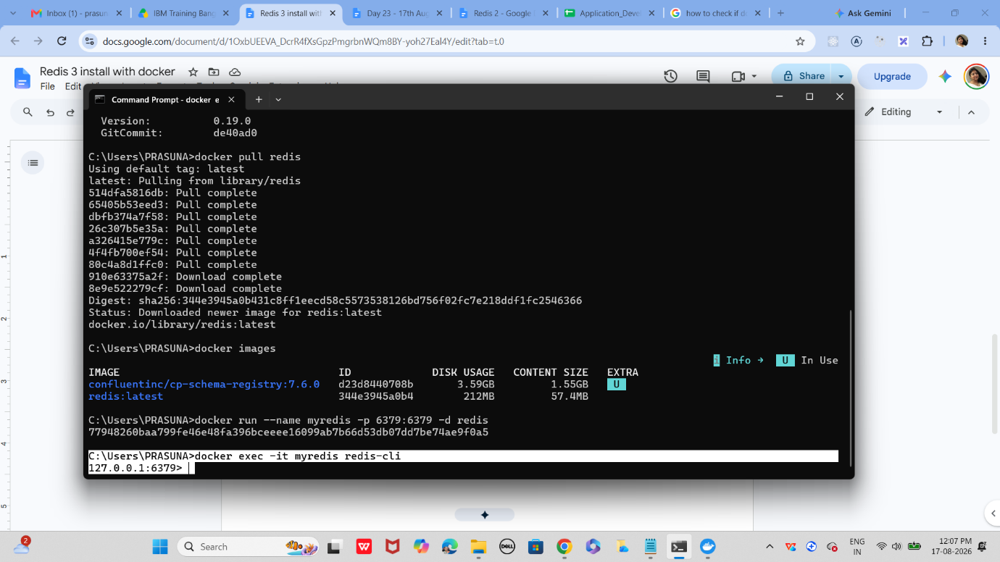 Inbox (1) - prasun
IBM Training Bang
Redis 3 install with
Day 23 - 17th Aug
Redis 2 - Google
Application_Devel
how to check if do
Ask Gemini
docs.google.com/document/d/1OxbUEEVA_DcrR4fXsGpzPmgrbnWQm8BY-yoh27Eal4Y/edit?tab=t.0
Redis 3 install with docker
File Edit
Share
Upgrade
Editing
Command Prompt - docker e
Version: 0.19.0
GitCommit: de40ad0
C:\Users\PRASUNA>docker pull redis
Using default tag: latest
latest: Pulling from library/redis
514dfa5816db: Pull complete
65405b53eed3: Pull complete
dbfb374a7f58: Pull complete
26c307b5e35a: Pull complete
a326415e779c: Pull complete
4f4fb700ef54: Pull complete
80c4a8d1ffc0: Pull complete
910e63375a2f: Download complete
8e9e522279cf: Download complete
Digest: sha256:344e3945a0b431c8ff1eecd58c5573538126bd756f02fc7e218ddf1fc2546366
Status: Downloaded newer image for redis:latest
docker.io/library/redis:latest
C:\Users\PRASUNA>docker images
i Info → U In Use
IMAGE ID DISK USAGE CONTENT SIZE EXTRA
confluentinc/cp-schema-registry:7.6.0 d23d8440708b 3.59GB 1.55GB U
redis:latest 344e3945a0b4 212MB 57.4MB
C:\Users\PRASUNA>docker run --name myredis -p 6379:6379 -d redis
77948260baa799fe46e48fa396bceeee16099ab7b66d53db07dd7be74ae9f0a5
C:\Users\PRASUNA>docker exec -it myredis redis-cli
127.0.0.1:6379>
1
2
3
4
5
2
Search
DELL
ENG
IN
12:07 PM
17-08-2026